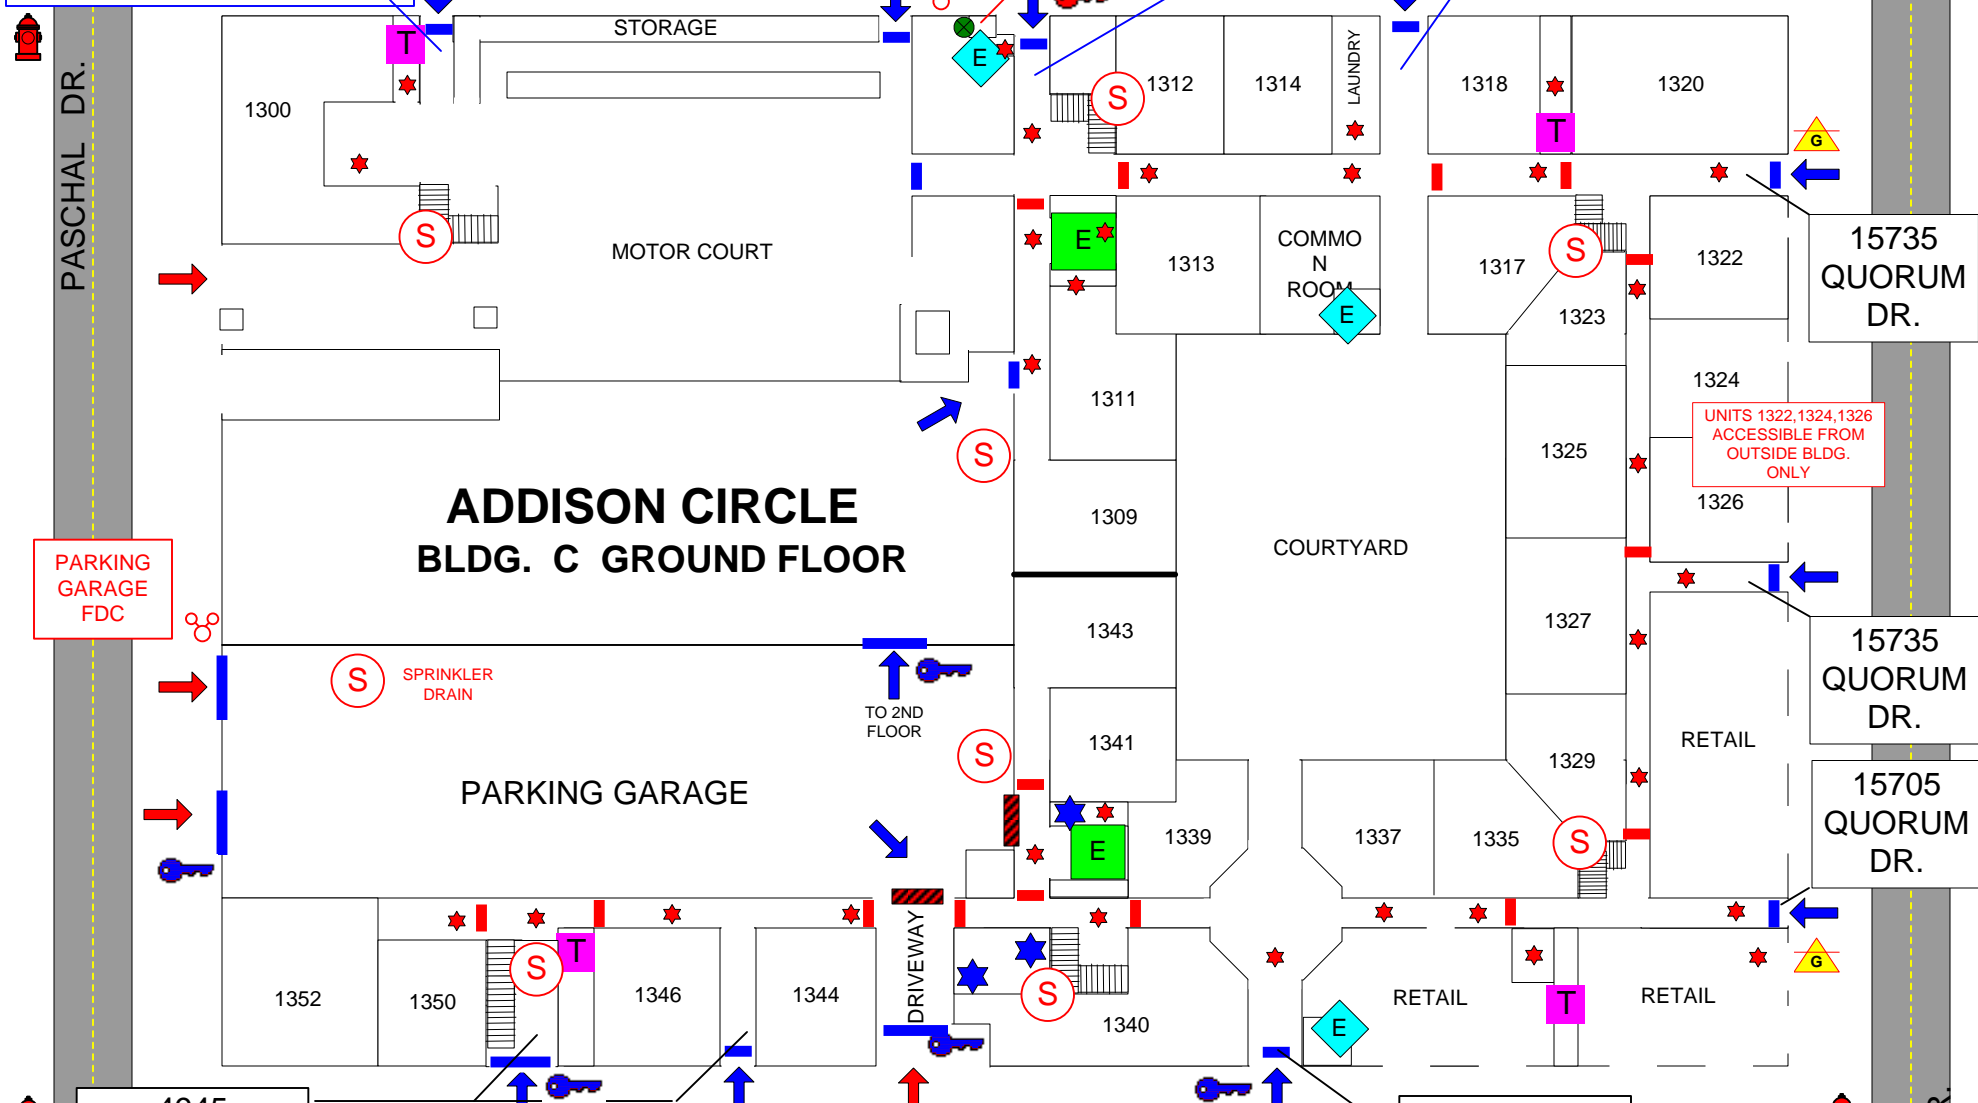 STORAGE
T
E
S
1312
1314
LAUNDRY
1318
T
1320
G
1300
PASCHAL DR.
S
MOTOR COURT
E
1313
COMMO
N
ROOM
E
1317
S
1322
1323
15735
QUORUM
DR.
1311
1324
UNITS 1322,1324,1326
ACCESSIBLE FROM
OUTSIDE BLDG.
ONLY
1326
1325
S
ADDISON CIRCLE
BLDG. C GROUND FLOOR
1309
COURTYARD
PARKING
GARAGE
FDC
1343
1327
15735
QUORUM
DR.
S
SPRINKLER
DRAIN
TO 2ND
FLOOR
S
1341
RETAIL
1329
PARKING GARAGE
15705
QUORUM
DR.
E
1339
1337
1335
S
1352
1350
S
T
1346
1344
DRIVEWAY
S
1340
E
RETAIL
T
RETAIL
G